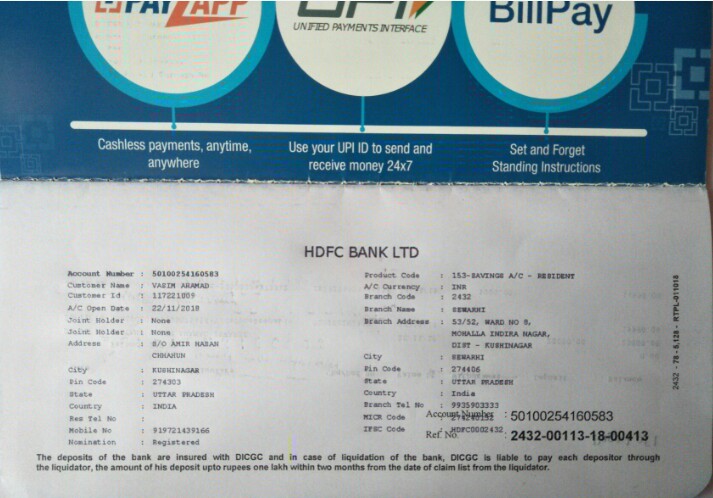 PAYZAPP
UPI
UNIFIED PAYMENTS INTERFACE
BillPay
Cashless payments, anytime,
anywhere
Use your UPI ID to send and
receive money 24x7
Set and Forget
Standing Instructions
HDFC BANK LTD
Account Number : 50100254160583
Customer Name : VASIM ARAMAD
Customer Id : 117221809
A/C Open Date : 22/11/2018
Joint Holder : None
Joint Holder : None
Address : S/O AMIR HASAN
CHHAHUN
City : KUSHINAGAR
Pin Code : 274303
State : UTTAR PRADESH
Country : INDIA
Res Tel No :
Mobile No : 919721439166
Nomination : Registered
Product Code : 153-SAVINGS A/C - RESIDENT
A/C Currency : INR
Branch Code : 2432
Branch Name : SEWARHI
Branch Address : 53/52, WARD NO 8,
MOHALLA INDIRA NAGAR,
DIST - KUSHINAGAR
City : SEWARHI
Pin Code : 274406
State : UTTAR PRADESH
Country : India
Branch Tel No : 9935903333
MICR Code :
IFSC Code : HDFC0002432
Account Number : 50100254160583
Ref. No. : 2432-00113-18-00413
2432 - 78 - 5,128 - RTPL-011018
The deposits of the bank are insured with DICGC and in case of liquidation of the bank, DICGC is liable to pay each depositor through
the liquidator, the amount of his deposit upto rupees one lakh within two months from the date of claim list from the liquidator.